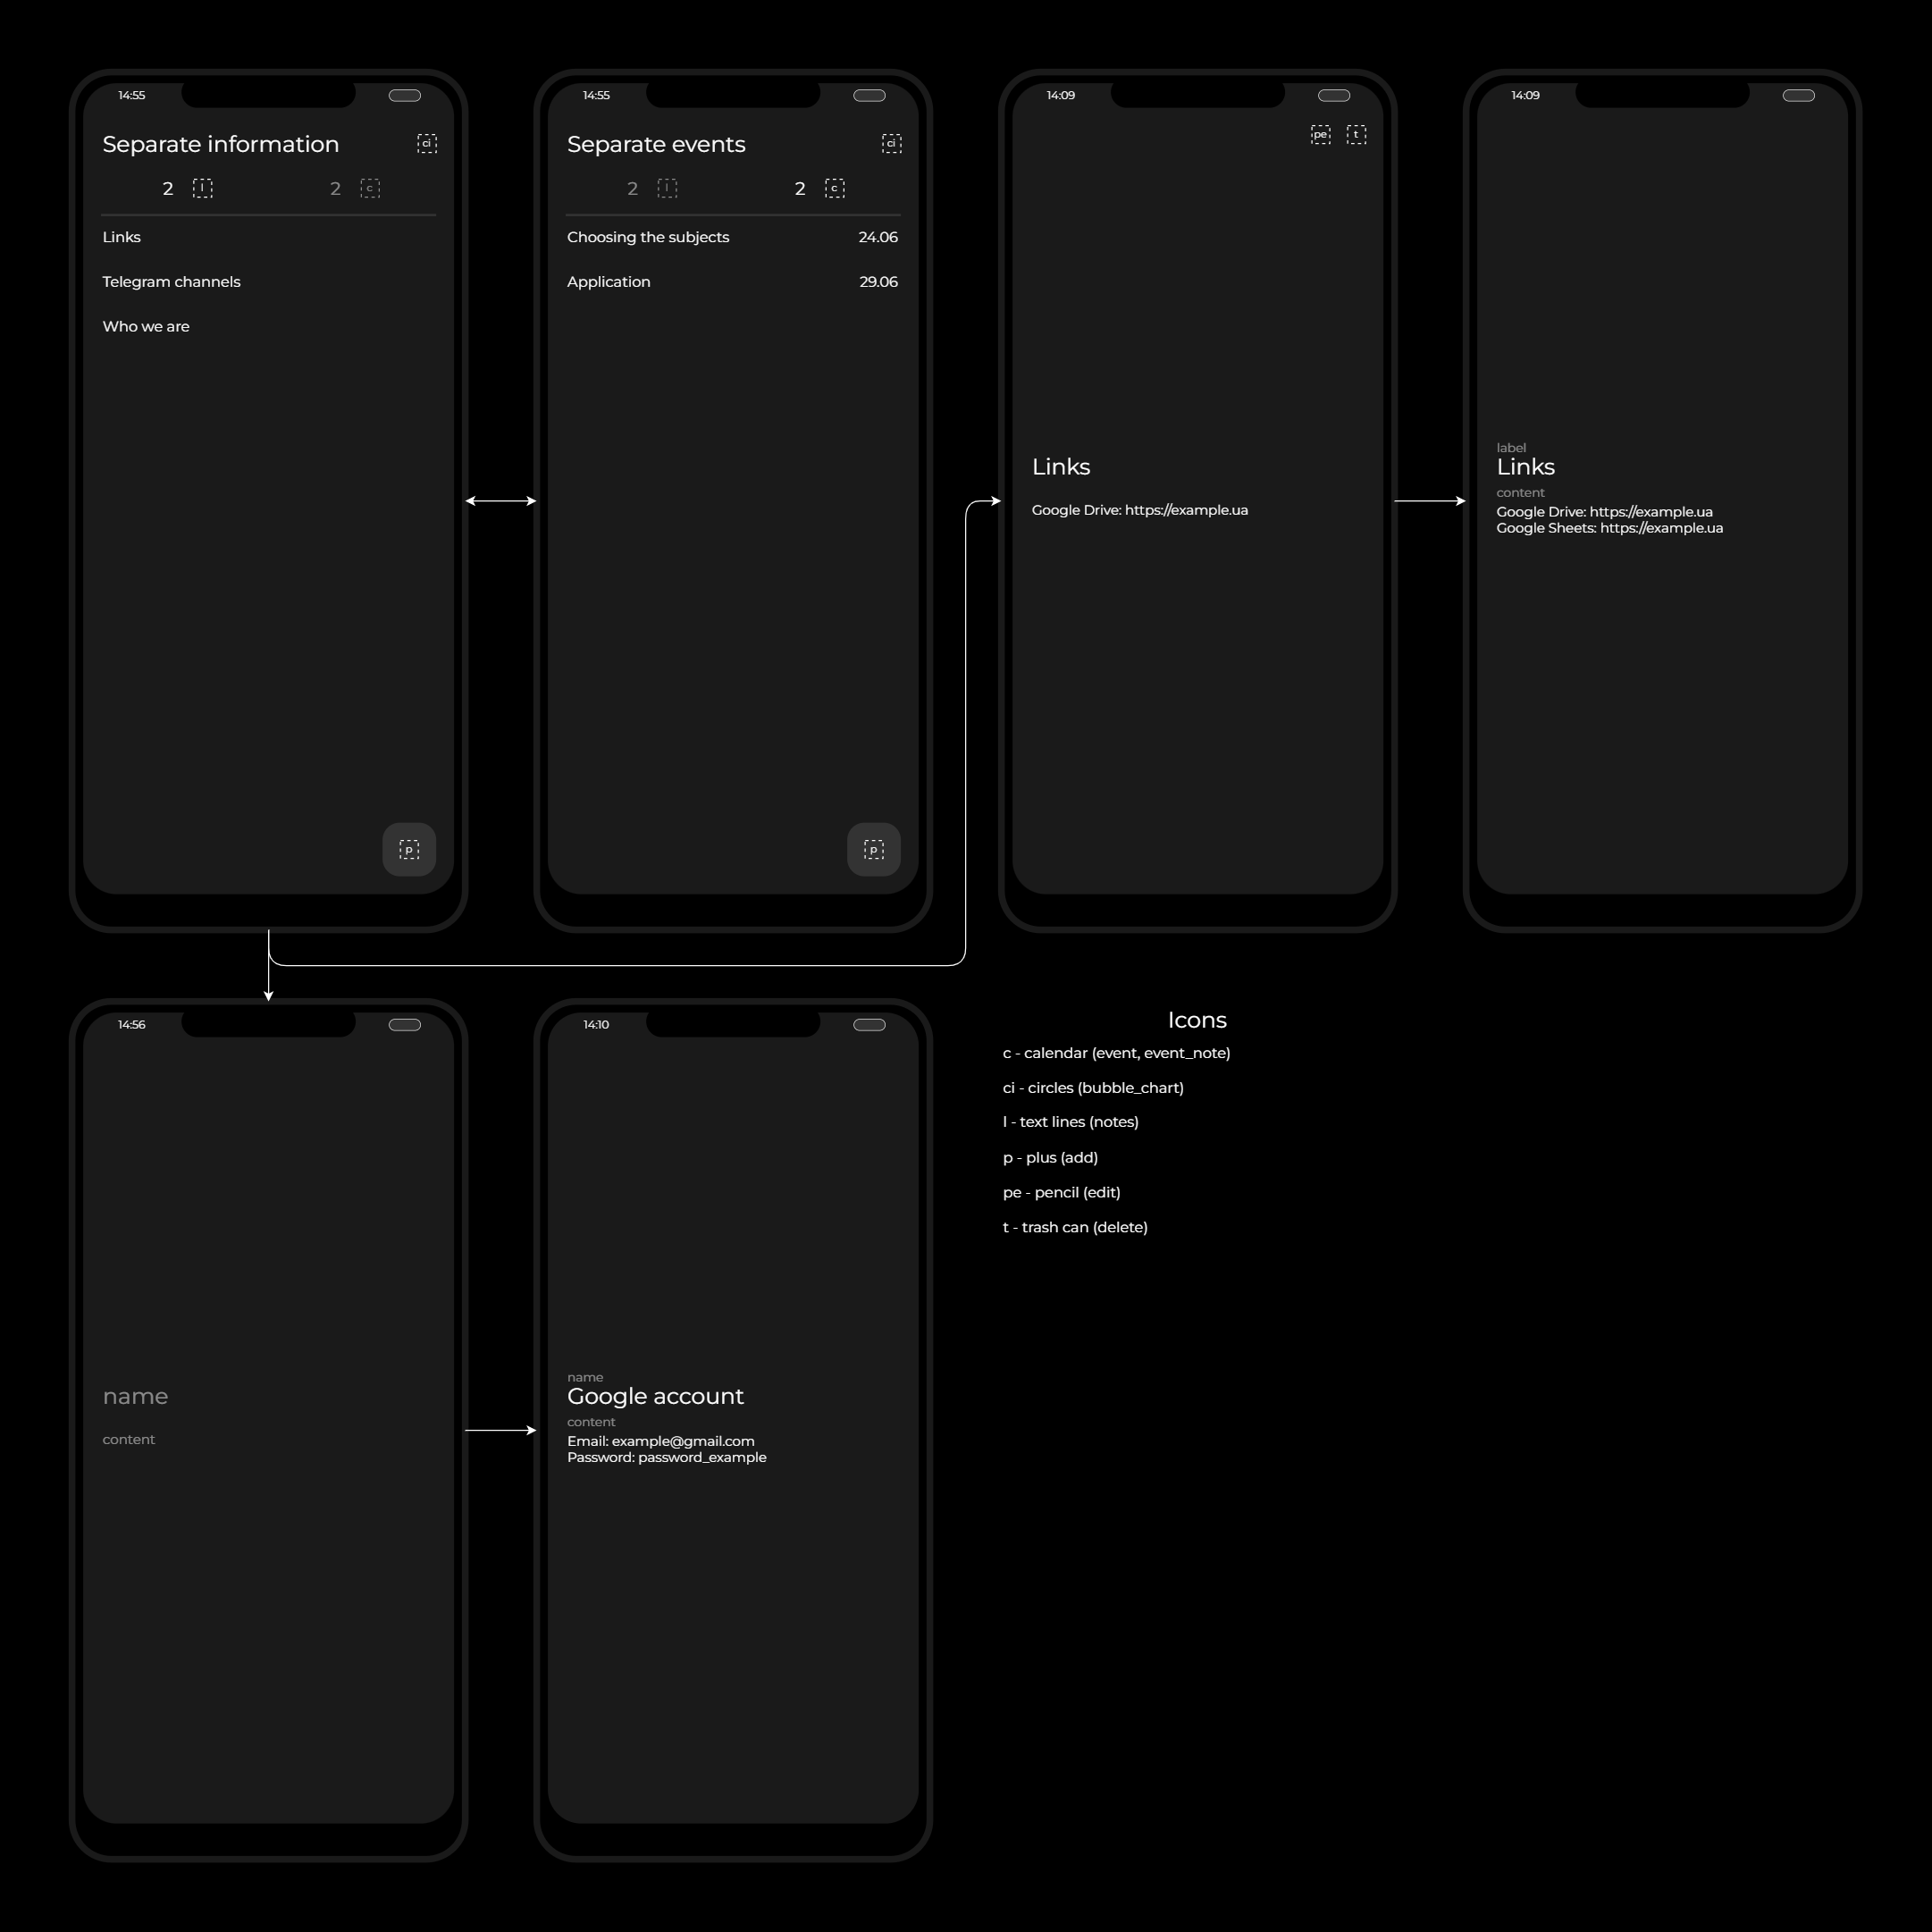 14:55
Separate information ci
2 l 2 c
Links
Telegram channels
Who we are
p
14:55
Separate events ci
2 l 2 c
Choosing the subjects 24.06
Application 29.06
p
14:09
pe t
Links
Google Drive: https://example.ua
14:09
label
Links
content
Google Drive: https://example.ua
Google Sheets: https://example.ua
14:56
name
content
14:10
name
Google account
content
Email: example@gmail.com
Password: password_example
Icons
c - calendar (event, event_note)
ci - circles (bubble_chart)
l - text lines (notes)
p - plus (add)
pe - pencil (edit)
t - trash can (delete)